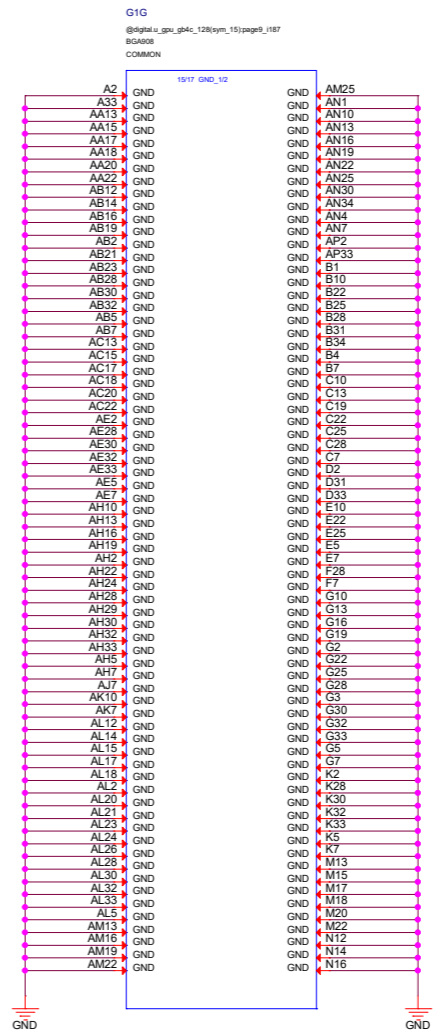 G1G
@digital.u_gpu_gb4c_128(sym_15):page9_i187
BGA908
COMMON
15/17 GND_1/2
A2 GND GND AM25
A33 GND GND AN1
AA13 GND GND AN10
AA15 GND GND AN13
AA17 GND GND AN16
AA18 GND GND AN19
AA20 GND GND AN22
AA22 GND GND AN25
AB12 GND GND AN30
AB14 GND GND AN34
AB16 GND GND AN4
AB19 GND GND AN7
AB2 GND GND AP2
AB21 GND GND AP33
AB23 GND GND B1
AB28 GND GND B10
AB30 GND GND B22
AB32 GND GND B25
AB5 GND GND B28
AB7 GND GND B31
AC13 GND GND B34
AC15 GND GND B4
AC17 GND GND B7
AC18 GND GND C10
AC20 GND GND C13
AC22 GND GND C19
AE2 GND GND C22
AE28 GND GND C25
AE30 GND GND C28
AE32 GND GND C7
AE33 GND GND D2
AE5 GND GND D31
AE7 GND GND D33
AH10 GND GND E10
AH13 GND GND E22
AH16 GND GND E25
AH19 GND GND E5
AH2 GND GND E7
AH22 GND GND F28
AH24 GND GND F7
AH28 GND GND G10
AH29 GND GND G13
AH30 GND GND G16
AH32 GND GND G19
AH33 GND GND G2
AH5 GND GND G22
AH7 GND GND G25
AJ7 GND GND G28
AK10 GND GND G3
AK7 GND GND G30
AL12 GND GND G32
AL14 GND GND G33
AL15 GND GND G5
AL17 GND GND G7
AL18 GND GND K2
AL2 GND GND K28
AL20 GND GND K30
AL21 GND GND K32
AL23 GND GND K33
AL24 GND GND K5
AL26 GND GND K7
AL28 GND GND M13
AL30 GND GND M15
AL32 GND GND M17
AL33 GND GND M18
AL5 GND GND M20
AM13 GND GND M22
AM16 GND GND N12
AM19 GND GND N14
AM22 GND GND N16
GND GND